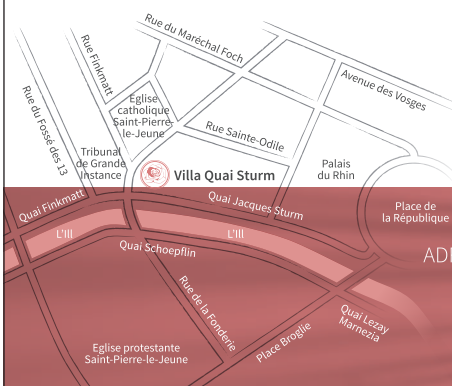 Rue du Maréchal Foch
Rue Finkmatt
Avenue des Vosges
Rue du Fossé des 13
Eglise
catholique
Saint-Pierre-
le-Jeune
Rue Sainte-Odile
Tribunal
de Grande
Instance
Palais
du Rhin
Villa Quai Sturm
Quai Finkmatt
Quai Jacques Sturm
Place de
la République
L'Ill
L'Ill
Quai Schoepflin
Rue de la Fonderie
Quai Lezay
Marnezia
Place Broglie
Eglise protestante
Saint-Pierre-le-Jeune